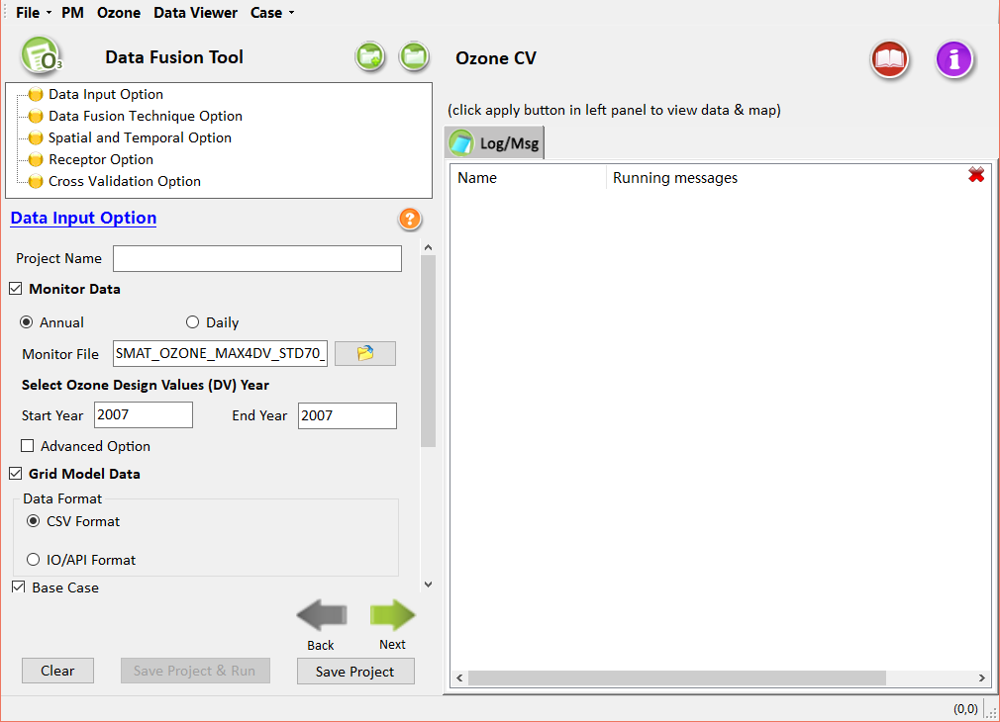 File PM Ozone Data Viewer Case
O3 Data Fusion Tool
Ozone CV
Data Input Option
Data Fusion Technique Option
Spatial and Temporal Option
Receptor Option
Cross Validation Option
(click apply button in left panel to view data & map)
Log/Msg
Name Running messages
Data Input Option
?
Project Name
Monitor Data
Annual Daily
Monitor File SMAT_OZONE_MAX4DV_STD70_
Select Ozone Design Values (DV) Year
Start Year 2007 End Year 2007
Advanced Option
Grid Model Data
Data Format
CSV Format
IO/API Format
Base Case
Back Next
Clear Save Project & Run Save Project
(0,0)